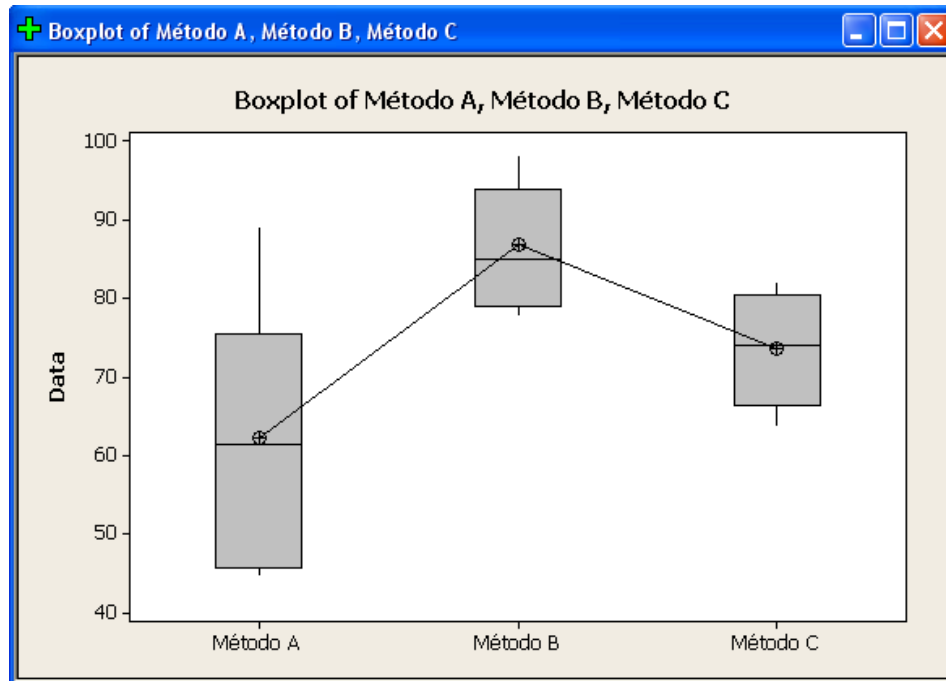 Boxplot of Método A, Método B, Método C
Boxplot of Método A, Método B, Método C
100
90
80
70
60
50
40
Data
Método A
Método B
Método C